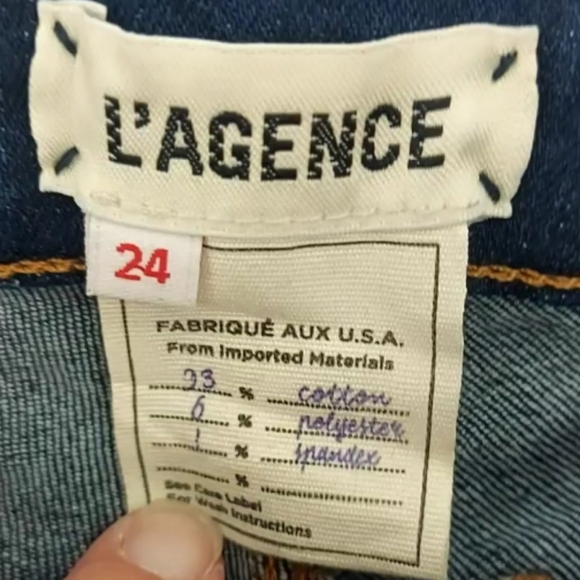 L'AGENCE
24
FABRIQUÉ AUX U.S.A.
From Imported Materials
93 % cotton
6 % polyester
1 % spandex
%
See Care Label
For Wash Instructions